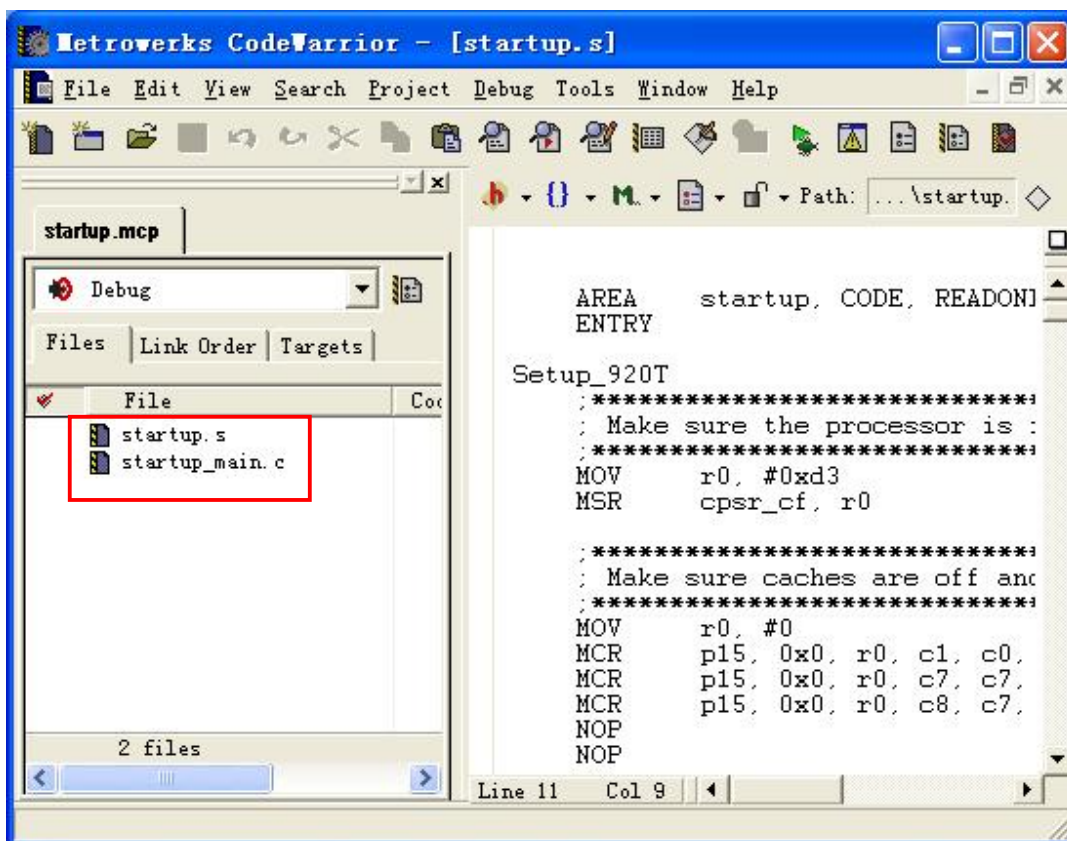 Metrowerks CodeWarrior - [startup.s]
File Edit View Search Project Debug Tools Window Help
.h {} M. Path: ...\startup.
startup.mcp
Debug
Files Link Order Targets
File Coc
startup.s
startup_main.c
2 files
AREA startup, CODE, READONI
ENTRY
Setup_920T
;******************************
; Make sure the processor is :
;******************************
MOV r0, #0xd3
MSR cpsr_cf, r0
;******************************
; Make sure caches are off and
;******************************
MOV r0, #0
MCR p15, 0x0, r0, c1, c0,
MCR p15, 0x0, r0, c7, c7,
MCR p15, 0x0, r0, c8, c7,
NOP
NOP
Line 11 Col 9